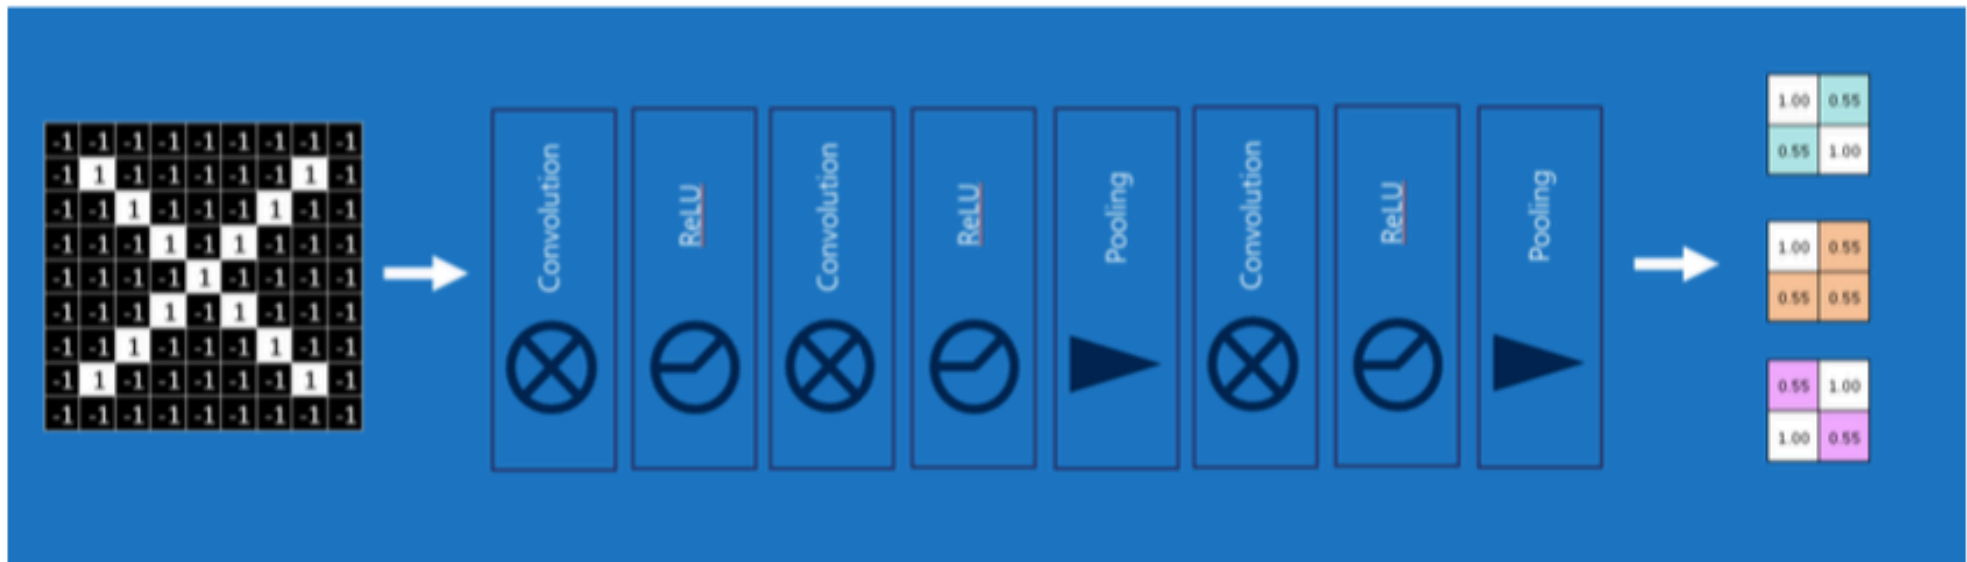 -1 -1 -1 -1 -1 -1 -1 -1 -1
-1 1 -1 -1 -1 -1 -1 1 -1
-1 -1 1 -1 -1 -1 1 -1 -1
-1 -1 -1 1 -1 1 -1 -1 -1
-1 -1 -1 -1 1 -1 -1 -1 -1
-1 -1 -1 1 -1 1 -1 -1 -1
-1 -1 1 -1 -1 -1 1 -1 -1
-1 1 -1 -1 -1 -1 -1 1 -1
-1 -1 -1 -1 -1 -1 -1 -1 -1
Convolution
ReLU
Convolution
ReLU
Pooling
Convolution
ReLU
Pooling
1.00 0.55
0.55 1.00
1.00 0.55
0.55 0.55
0.55 1.00
1.00 0.55